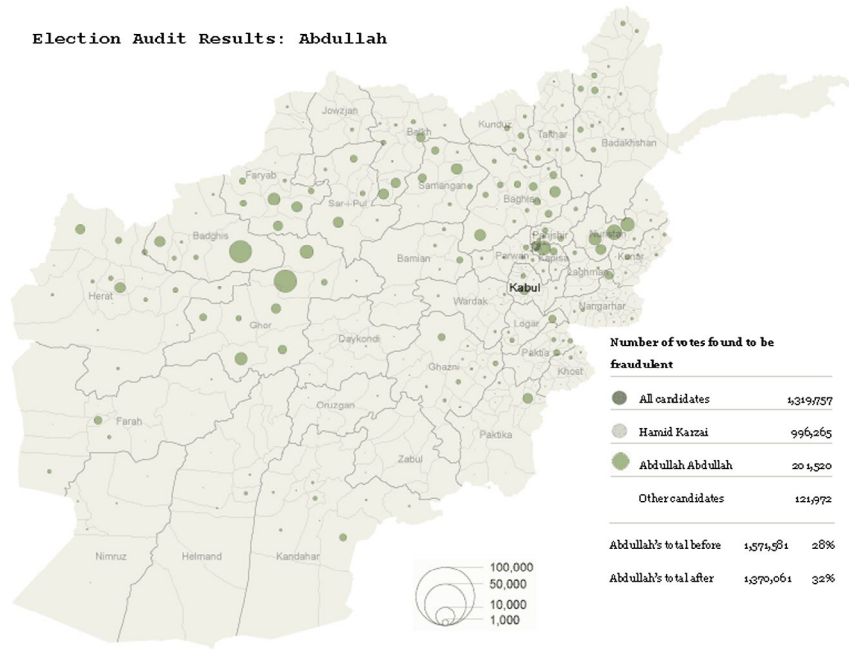 Election Audit Results: Abdullah
Jowzjan
Balkh
Kunduz
Takhar
Badakhshan
Faryab
Samangan
Sar-i-Pul
Baghlan
Badghis
Panjshir
Nuristan
Bamian
Parwan
Kapisa
Kunar
Laghman
Herat
Kabul
Wardak
Nangarhar
Ghor
Logar
Daykondi
Paktia
Ghazni
Khost
Oruzgan
Farah
Paktika
Zabul
Nimruz
Helmand
Kandahar
Number of votes found to be
fraudulent
All candidates 1,319,757
Hamid Karzai 996,265
Abdullah Abdullah 201,520
Other candidates 121,972
Abdullah's total before 1,571,581 28%
Abdullah's total after 1,370,061 32%
100,000
50,000
10,000
1,000